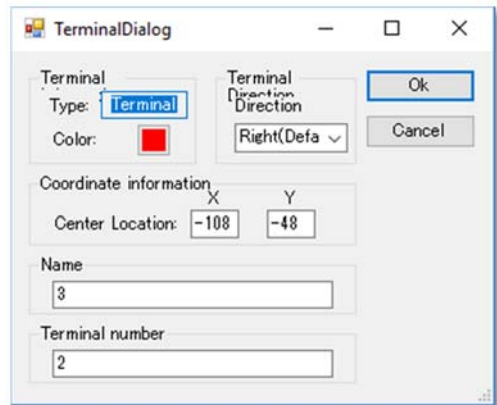 TerminalDialog
Terminal
Type: Terminal
Color:
Terminal
Direction
Direction
Right(Defa
Ok
Cancel
Coordinate information
X Y
Center Location: -108 -48
Name
3
Terminal number
2